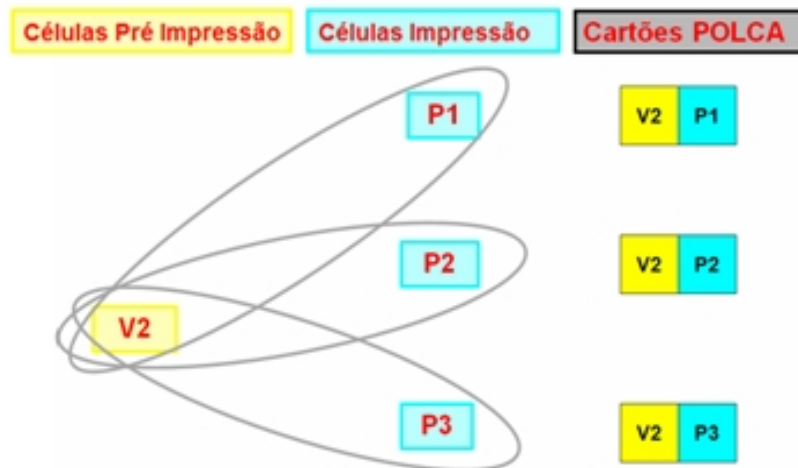 Células Pré Impressão Células Impressão Cartões POLCA
P1 V2 P1
P2 V2 P2
V2
P3 V2 P3